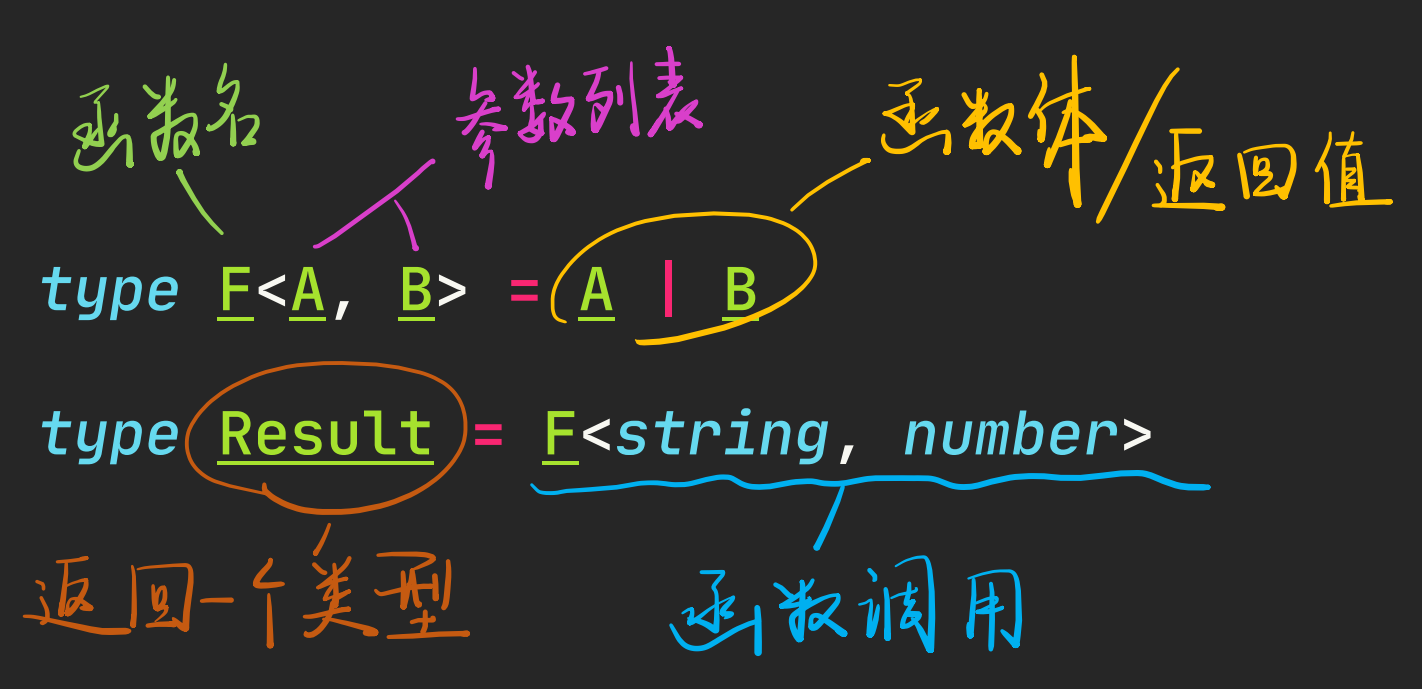 函数名
参数列表
函数体/返回值
type F<A, B> = A | B
type Result = F<string, number>
返回一个类型
函数调用